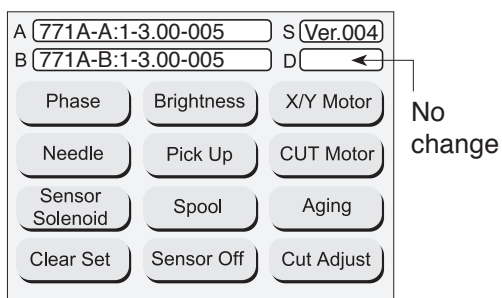 A 771A-A:1-3.00-005 S Ver.004
B 771A-B:1-3.00-005 D
No
change
Phase Brightness X/Y Motor
Needle Pick Up CUT Motor
Sensor
Solenoid Spool Aging
Clear Set Sensor Off Cut Adjust